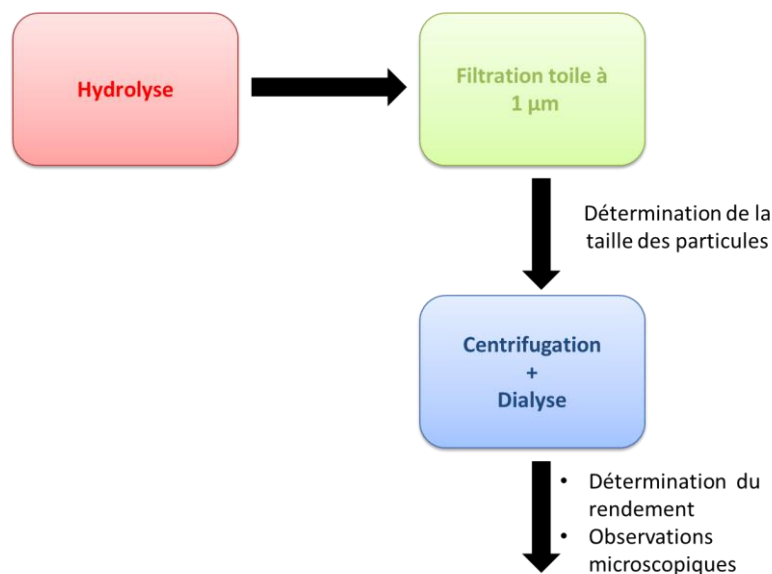 Hydrolyse
Filtration toile à
1 µm
Détermination de la
taille des particules
Centrifugation
+
Dialyse
• Détermination du
rendement
• Observations
microscopiques